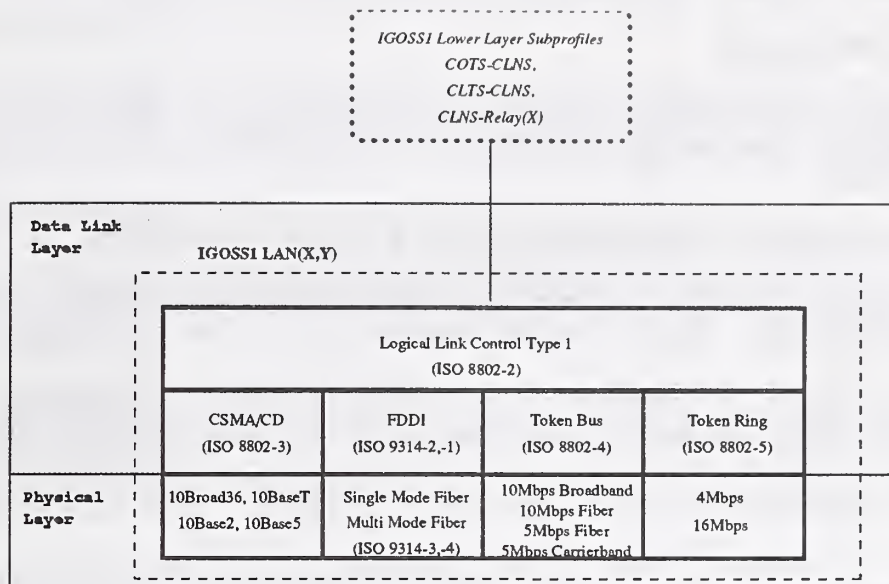 IGOSS1 Lower Layer Subprofiles
COTS-CLNS,
CLTS-CLNS,
CLNS-Relay(X)
Data Link
Layer
IGOSS1 LAN(X,Y)
Logical Link Control Type 1
(ISO 8802-2)
CSMA/CD
(ISO 8802-3)
FDDI
(ISO 9314-2,-1)
Token Bus
(ISO 8802-4)
Token Ring
(ISO 8802-5)
Physical
Layer
10Broad36, 10BaseT
10Base2, 10Base5
Single Mode Fiber
Multi Mode Fiber
(ISO 9314-3,-4)
10Mbps Broadband
10Mbps Fiber
5Mbps Fiber
5Mbps Carrierband
4Mbps
16Mbps